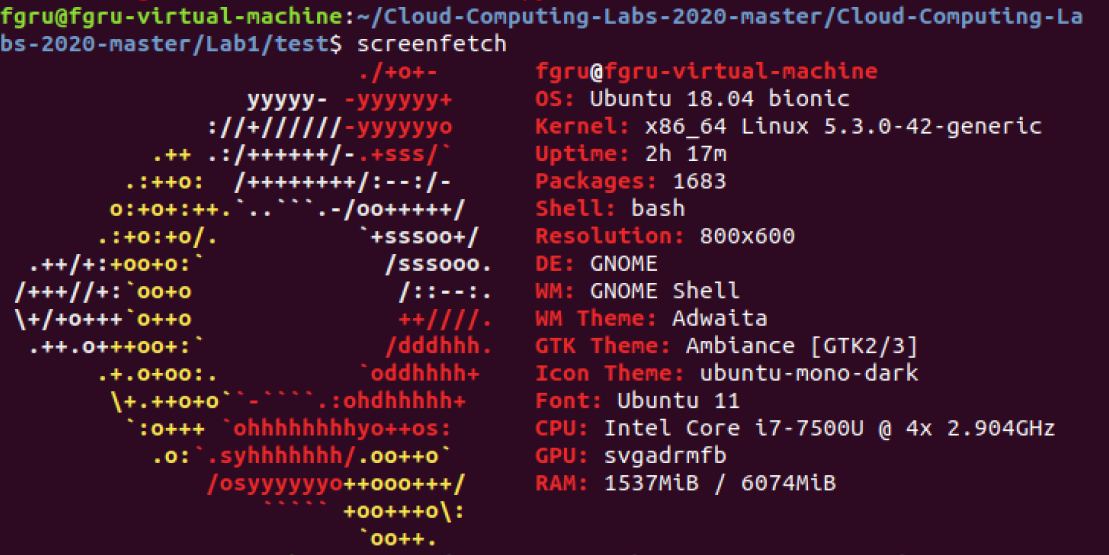 fgru@fgru-virtual-machine:~/Cloud-Computing-Labs-2020-master/Cloud-Computing-La
bs-2020-master/Lab1/test$ screenfetch
                          ./+o+-       fgru@fgru-virtual-machine
                  yyyyy- -yyyyyy+      OS: Ubuntu 18.04 bionic
               ://+//////-yyyyyyo      Kernel: x86_64 Linux 5.3.0-42-generic
           .++ .:/++++++/-.+sss/`      Uptime: 2h 17m
         .:++o:  /++++++++/:--:/-      Packages: 1683
        o:+o+:++.`..```.-/oo+++++/     Shell: bash
       .:+o:+o/.          `+sssoo+/    Resolution: 800x600
  .++/+:+oo+o:`             /sssooo.   DE: GNOME
 /+++//+:`oo+o               /::--:.   WM: GNOME Shell
 \+/+o+++`o++o               ++////.   WM Theme: Adwaita
  .++.o+++oo+:`             /dddhhh.   GTK Theme: Ambiance [GTK2/3]
       .+.o+oo:.          `oddhhhh+    Icon Theme: ubuntu-mono-dark
        \+.++o+o``-````.:ohdhhhhh+     Font: Ubuntu 11
         `:o+++ `ohhhhhhhhyo++os:      CPU: Intel Core i7-7500U @ 4x 2.904GHz
           .o:`.syhhhhhhh/.oo++o`      GPU: svgadrmfb
               /osyyyyyyo++ooo+++/     RAM: 1537MiB / 6074MiB
                   ````` +oo+++o\:
                          `oo++.